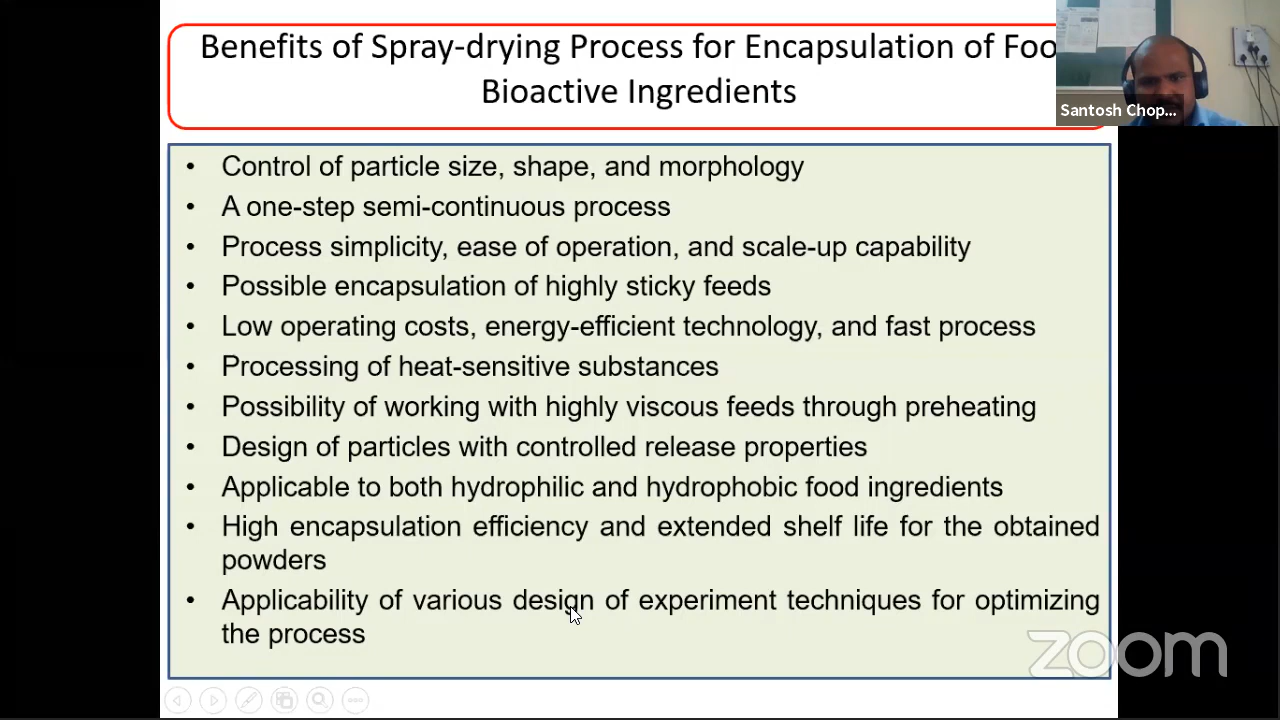 Benefits of Spray-drying Process for Encapsulation of Foo
Bioactive Ingredients
Santosh Chop...
• Control of particle size, shape, and morphology
• A one-step semi-continuous process
• Process simplicity, ease of operation, and scale-up capability
• Possible encapsulation of highly sticky feeds
• Low operating costs, energy-efficient technology, and fast process
• Processing of heat-sensitive substances
• Possibility of working with highly viscous feeds through preheating
• Design of particles with controlled release properties
• Applicable to both hydrophilic and hydrophobic food ingredients
• High encapsulation efficiency and extended shelf life for the obtained
powders
• Applicability of various design of experiment techniques for optimizing
the process
zoom